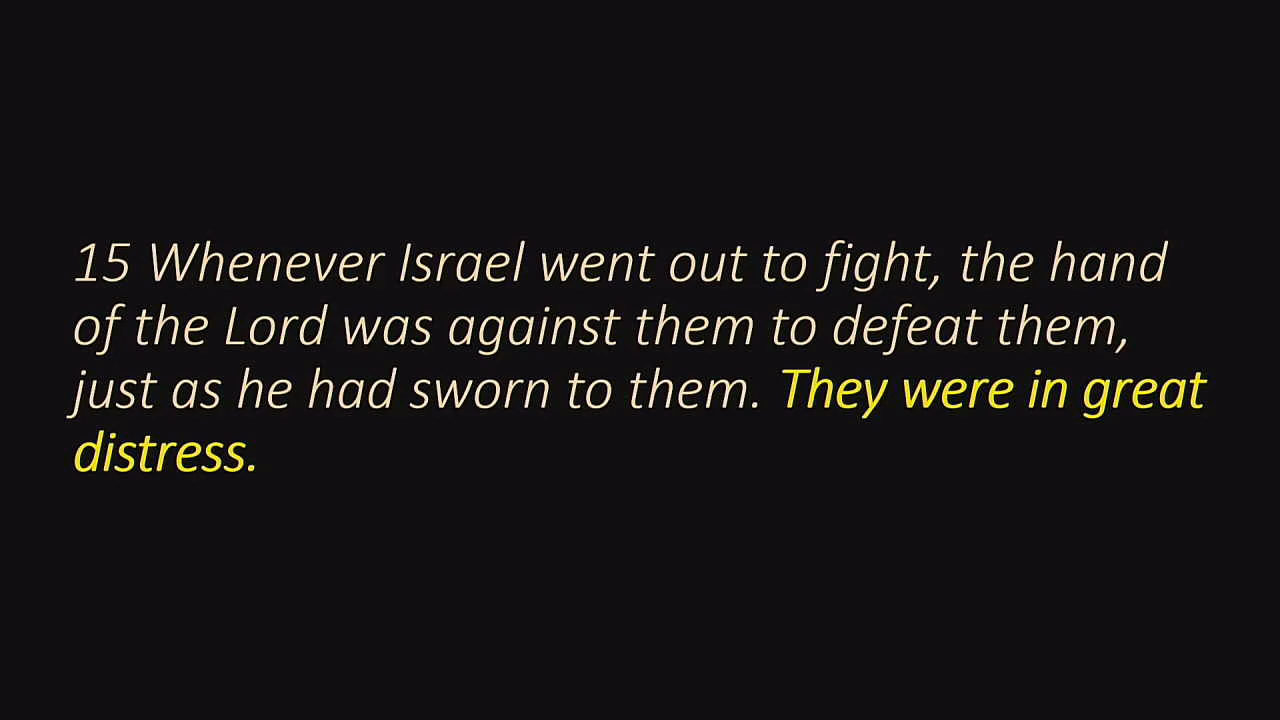 15 Whenever Israel went out to fight, the hand
of the Lord was against them to defeat them,
just as he had sworn to them. They were in great
distress.